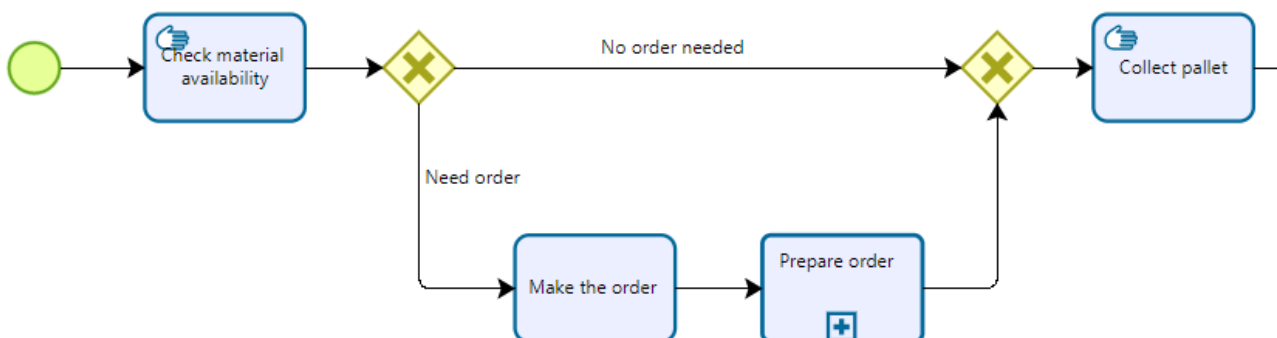 Check material
availability
No order needed
Collect pallet
Need order
Make the order
Prepare order